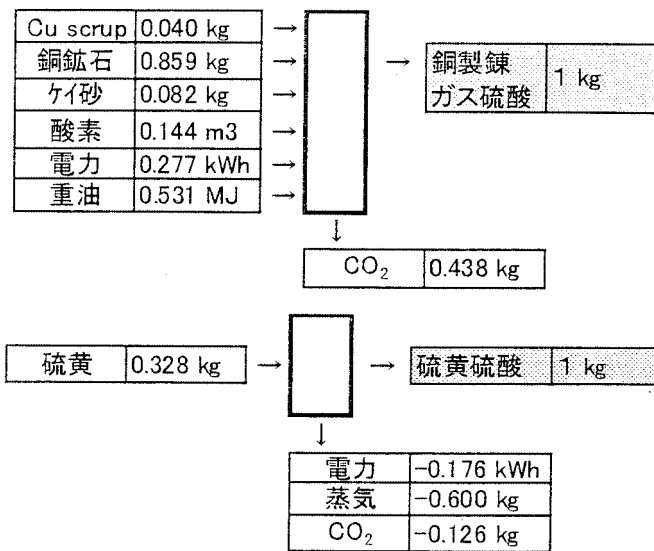 Cu scrup 0.040 kg →
銅鉱石 0.859 kg →
ケイ砂 0.082 kg →
酸素 0.144 m3 →
電力 0.277 kWh →
重油 0.531 MJ →
→ 銅製錬
ガス硫酸 1 kg
↓
CO₂ 0.438 kg
硫黄 0.328 kg → → 硫黄硫酸 1 kg
↓
電力 -0.176 kWh
蒸気 -0.600 kg
CO₂ -0.126 kg